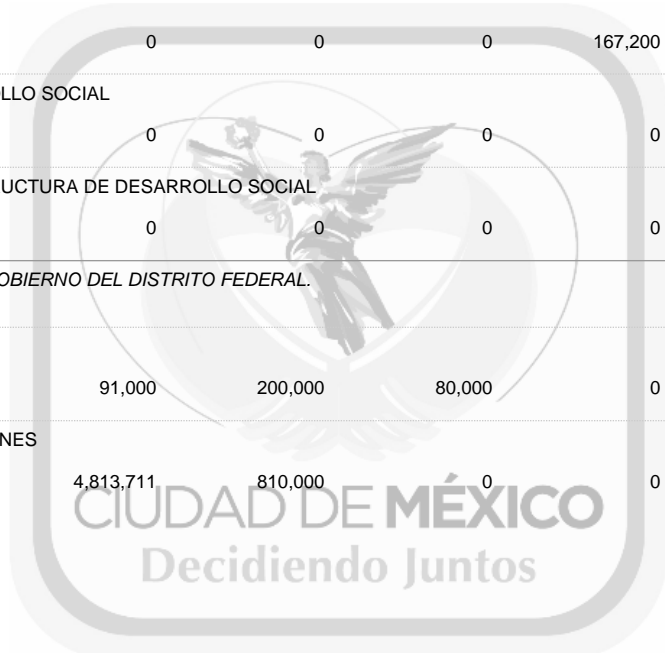 0 0 0 167,200
OLLO SOCIAL
0 0 0 0
UCTURA DE DESARROLLO SOCIAL
0 0 0 0
OBIERNO DEL DISTRITO FEDERAL.
91,000 200,000 80,000 0
NES
4,813,711 810,000 0 0
CIUDAD DE MÉXICO
Decidiendo Juntos